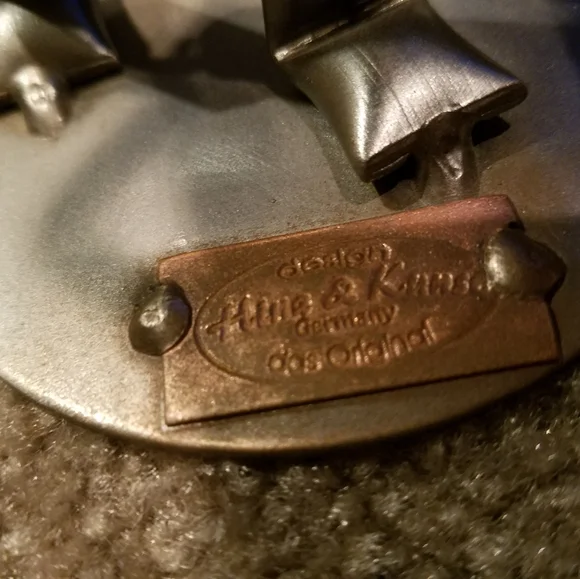 design
Hinz & Kunst
Germany
das Original